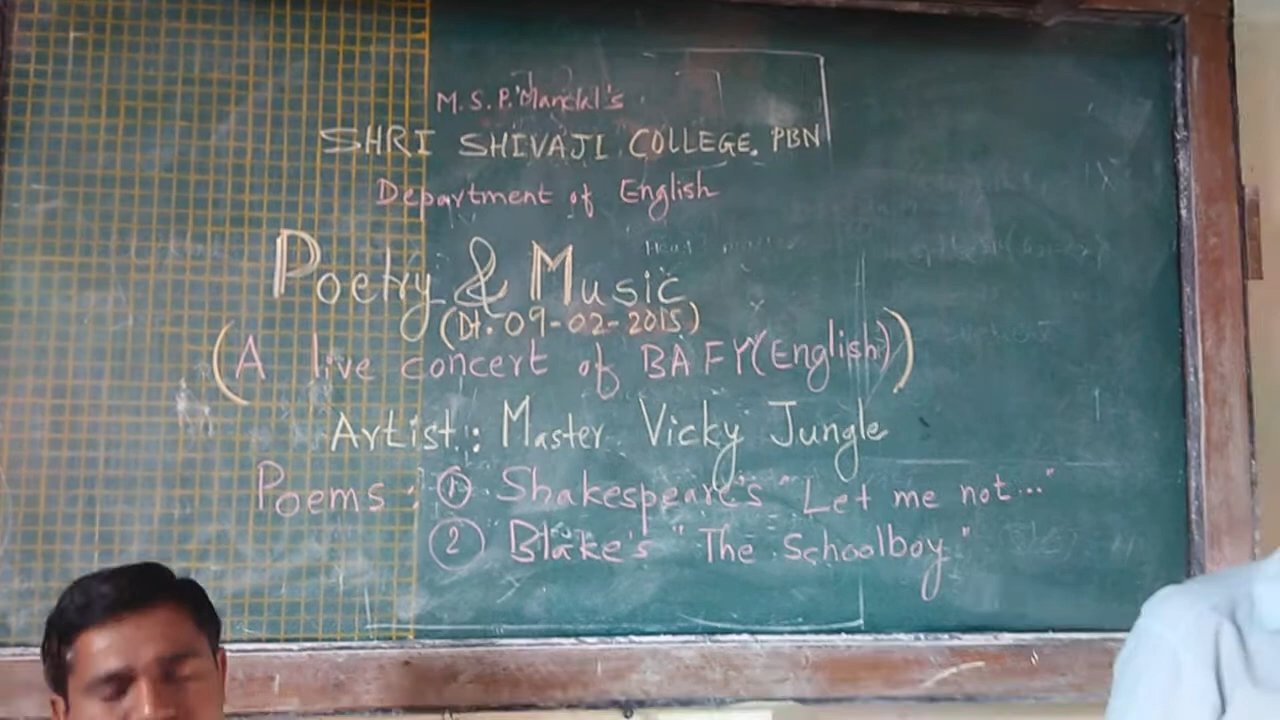 M.S.P.Mandal's
SHRI SHIVAJI COLLEGE. PBN
Department of English
Poetry & Music
(Dt. 09-02-2015)
(A live concert of BA FY(English))
Artist : Master Vicky Jungle
Poems : ① Shakespeare's "Let me not..."
② Blake's "The Schoolboy"